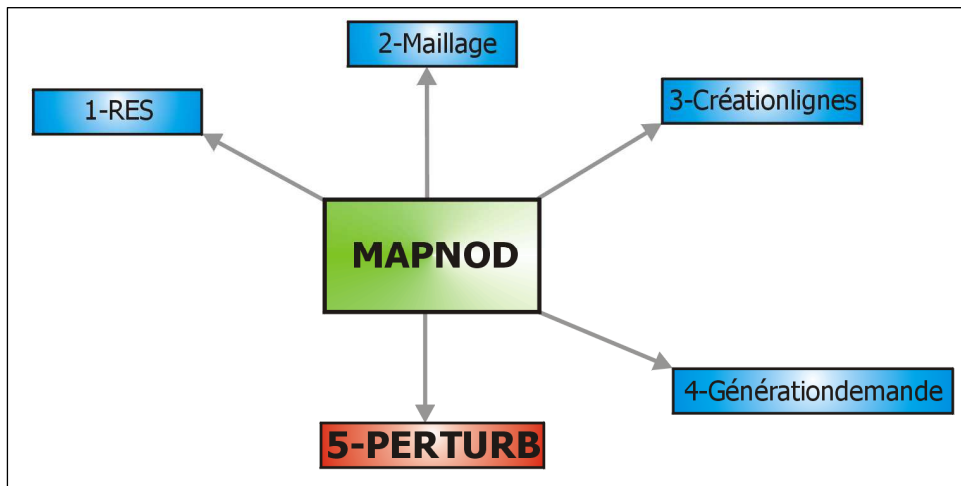 2-Maillage
1-RES
3-Créationlignes
MAPNOD
4-Générationdemande
5-PERTURB